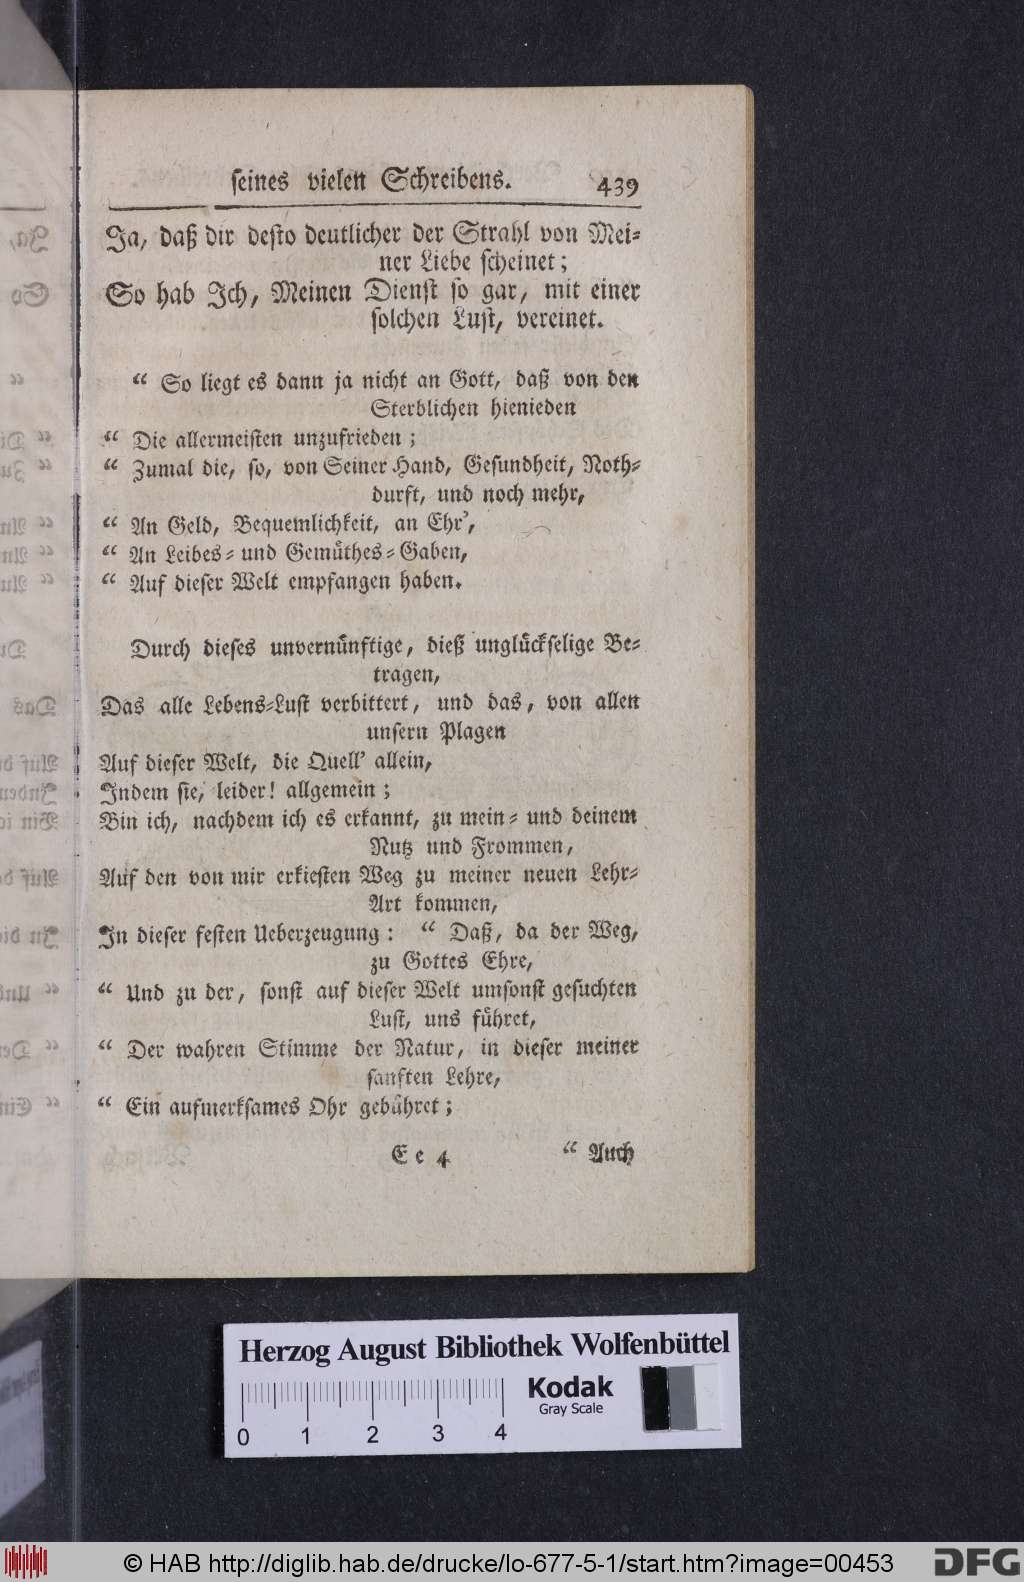 seines vielen Schreibens. 439
Ja, daß dir desto deutlicher der Strahl von Mei-
ner Liebe scheinet;
So hab Ich, Meinen Dienst so gar, mit einer
solchen Lust, vereinet.
“ So liegt es dann ja nicht an Gott, daß von den
Sterblichen hienieden
“ Die allermeisten unzufrieden;
“ Zumal die, so, von Seiner Hand, Gesundheit, Noth-
durft, und noch mehr,
“ An Geld, Bequemlichkeit, an Ehr’,
“ An Leibes- und Gemüthes-Gaben,
“ Auf dieser Welt empfangen haben.
Durch dieses unvernünftige, dieß unglückselige Be-
tragen,
Das alle Lebens-Lust verbittert, und das, von allen
unsern Plagen
Auf dieser Welt, die Quell’ allein,
Indem sie, leider! allgemein;
Bin ich, nachdem ich es erkannt, zu mein- und deinem
Nutz und Frommen,
Auf den von mir erkiesten Weg zu meiner neuen Lehr-
Art kommen,
In dieser festen Ueberzeugung: “ Daß, da der Weg,
zu Gottes Ehre,
“ Und zu der, sonst auf dieser Welt umsonst gesuchten
Lust, uns führet,
“ Der wahren Stimme der Natur, in dieser meiner
sanften Lehre,
“ Ein aufmerksames Ohr gebühret;
E e 4 “ Auch
Herzog August Bibliothek Wolfenbüttel
0 1 2 3 4
Kodak
Gray Scale
© HAB http://diglib.hab.de/drucke/lo-677-5-1/start.htm?image=00453
DFG